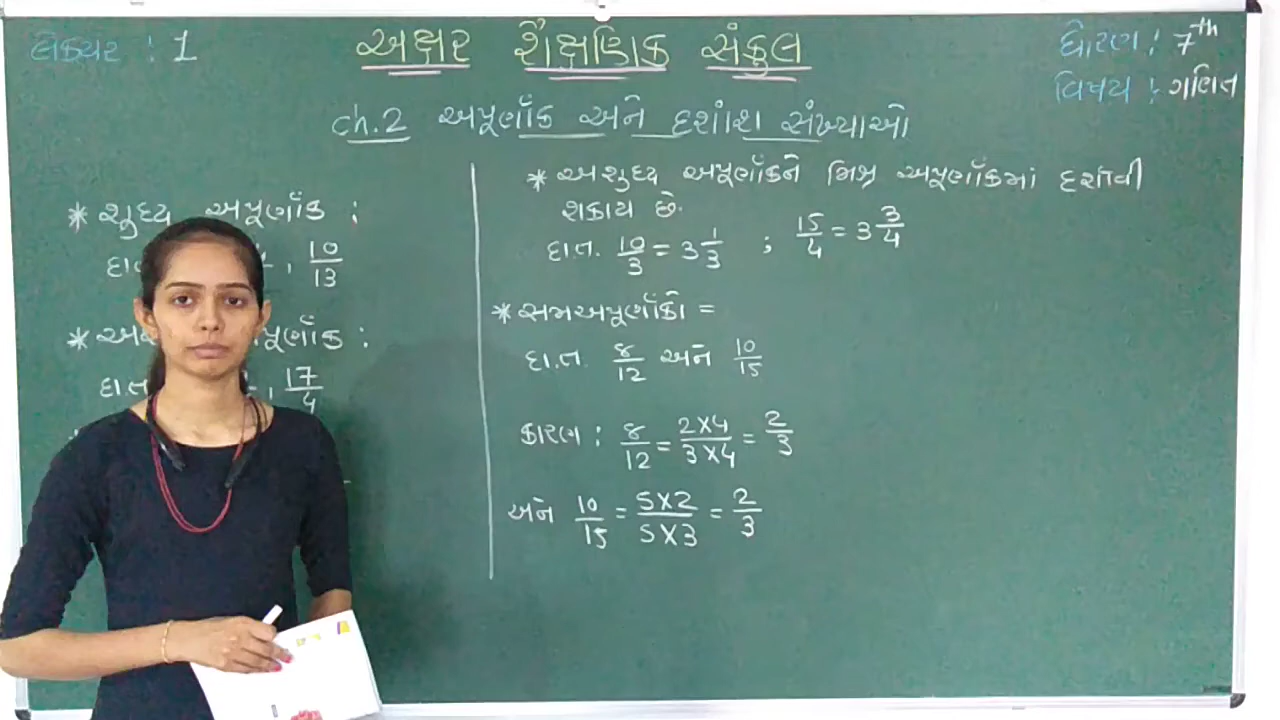 લેક્ચર : 1
અક્ષર શૈક્ષણિક સંકુલ
ધોરણ : 7th
વિષય : ગણિત
ch.2 અપૂર્ણાંક અને દશાંશ સંખ્યાઓ
* શુદ્ધ અપૂર્ણાંક :
, 10/13
પૂર્ણાંક :
દા.ત. , 17/4
* અશુદ્ધ અપૂર્ણાંકને મિશ્ર અપૂર્ણાંકમાં દર્શાવી
શકાય છે.
દા.ત. 10/3 = 3 1/3 ; 15/4 = 3 3/4
* સમઅપૂર્ણાંકો =
દા.ત. 8/12 અને 10/15
કારણ : 8/12 = 2×4/3×4 = 2/3
અને 10/15 = 5×2/5×3 = 2/3